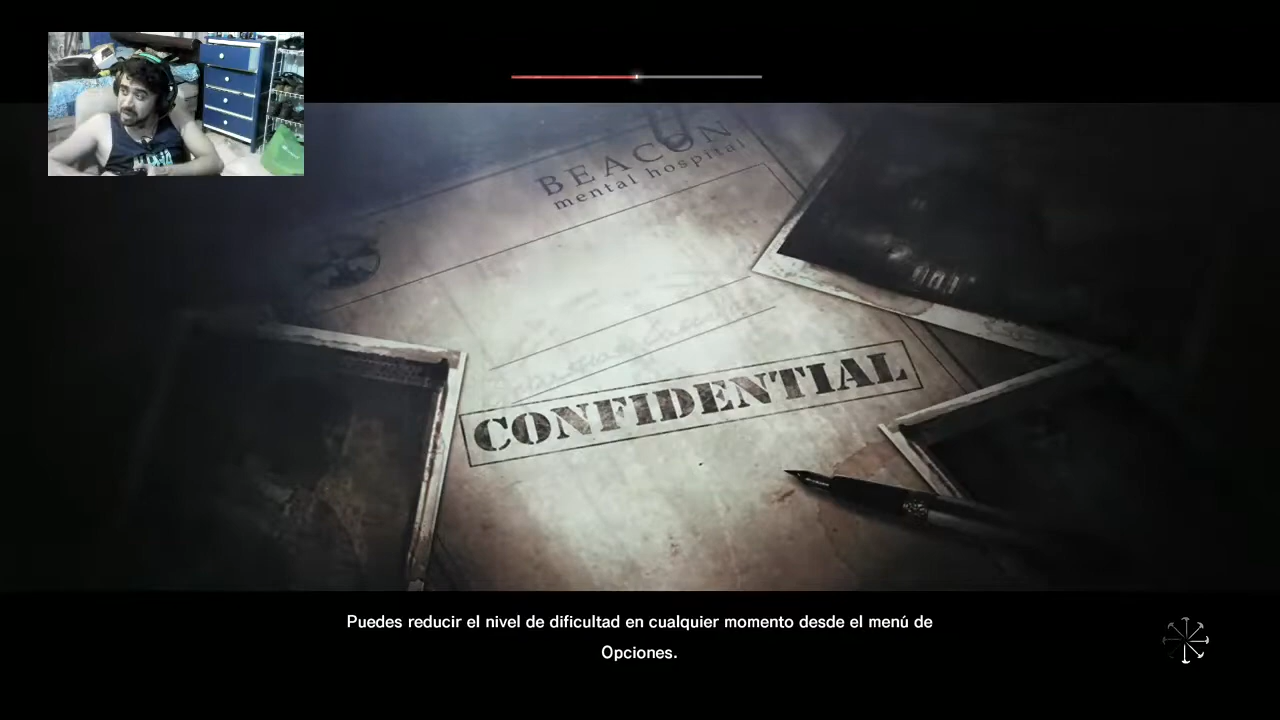 BEACON
mental hospital
CONFIDENTIAL
Puedes reducir el nivel de dificultad en cualquier momento desde el menú de
Opciones.